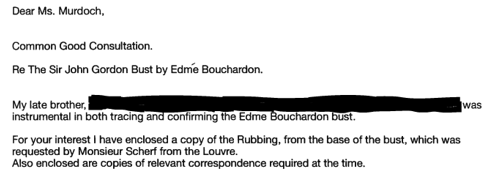 Dear Ms. Murdoch,
Common Good Consultation.
Re The Sir John Gordon Bust by Edmé Bouchardon.
My late brother, was
instrumental in both tracing and confirming the Edme Bouchardon bust.
For your interest I have enclosed a copy of the Rubbing, from the base of the bust, which was
requested by Monsieur Scherf from the Louvre.
Also enclosed are copies of relevant correspondence required at the time.